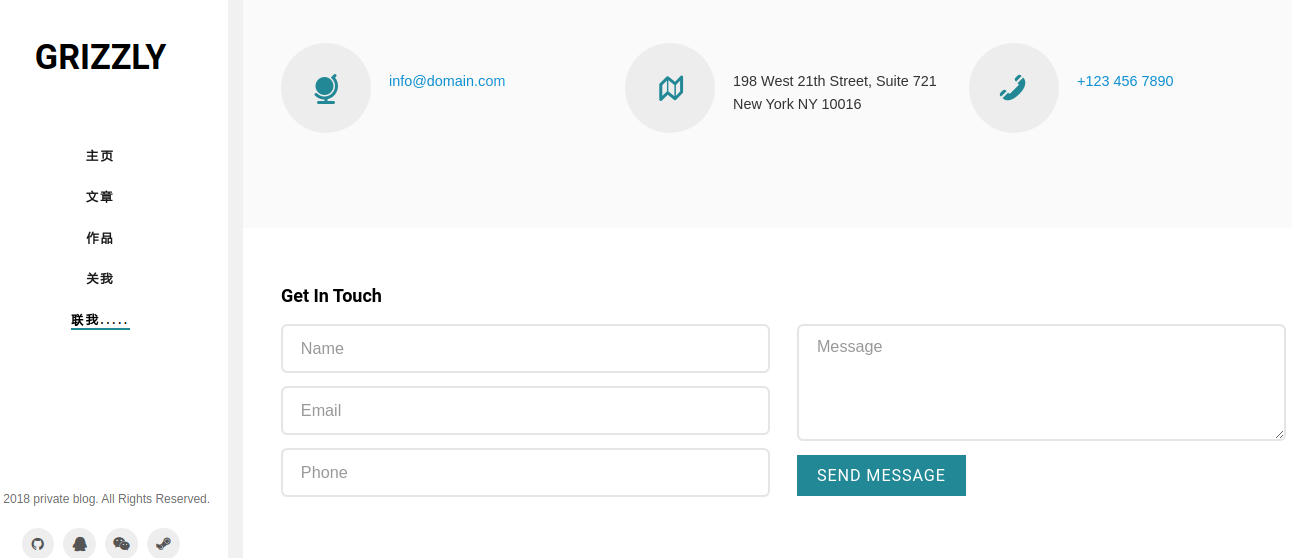 GRIZZLY
主页
文章
作品
关我
联我.....
2018 private blog. All Rights Reserved.
info@domain.com
198 West 21th Street, Suite 721
New York NY 10016
+123 456 7890
Get In Touch
Name
Email
Phone
Message
SEND MESSAGE